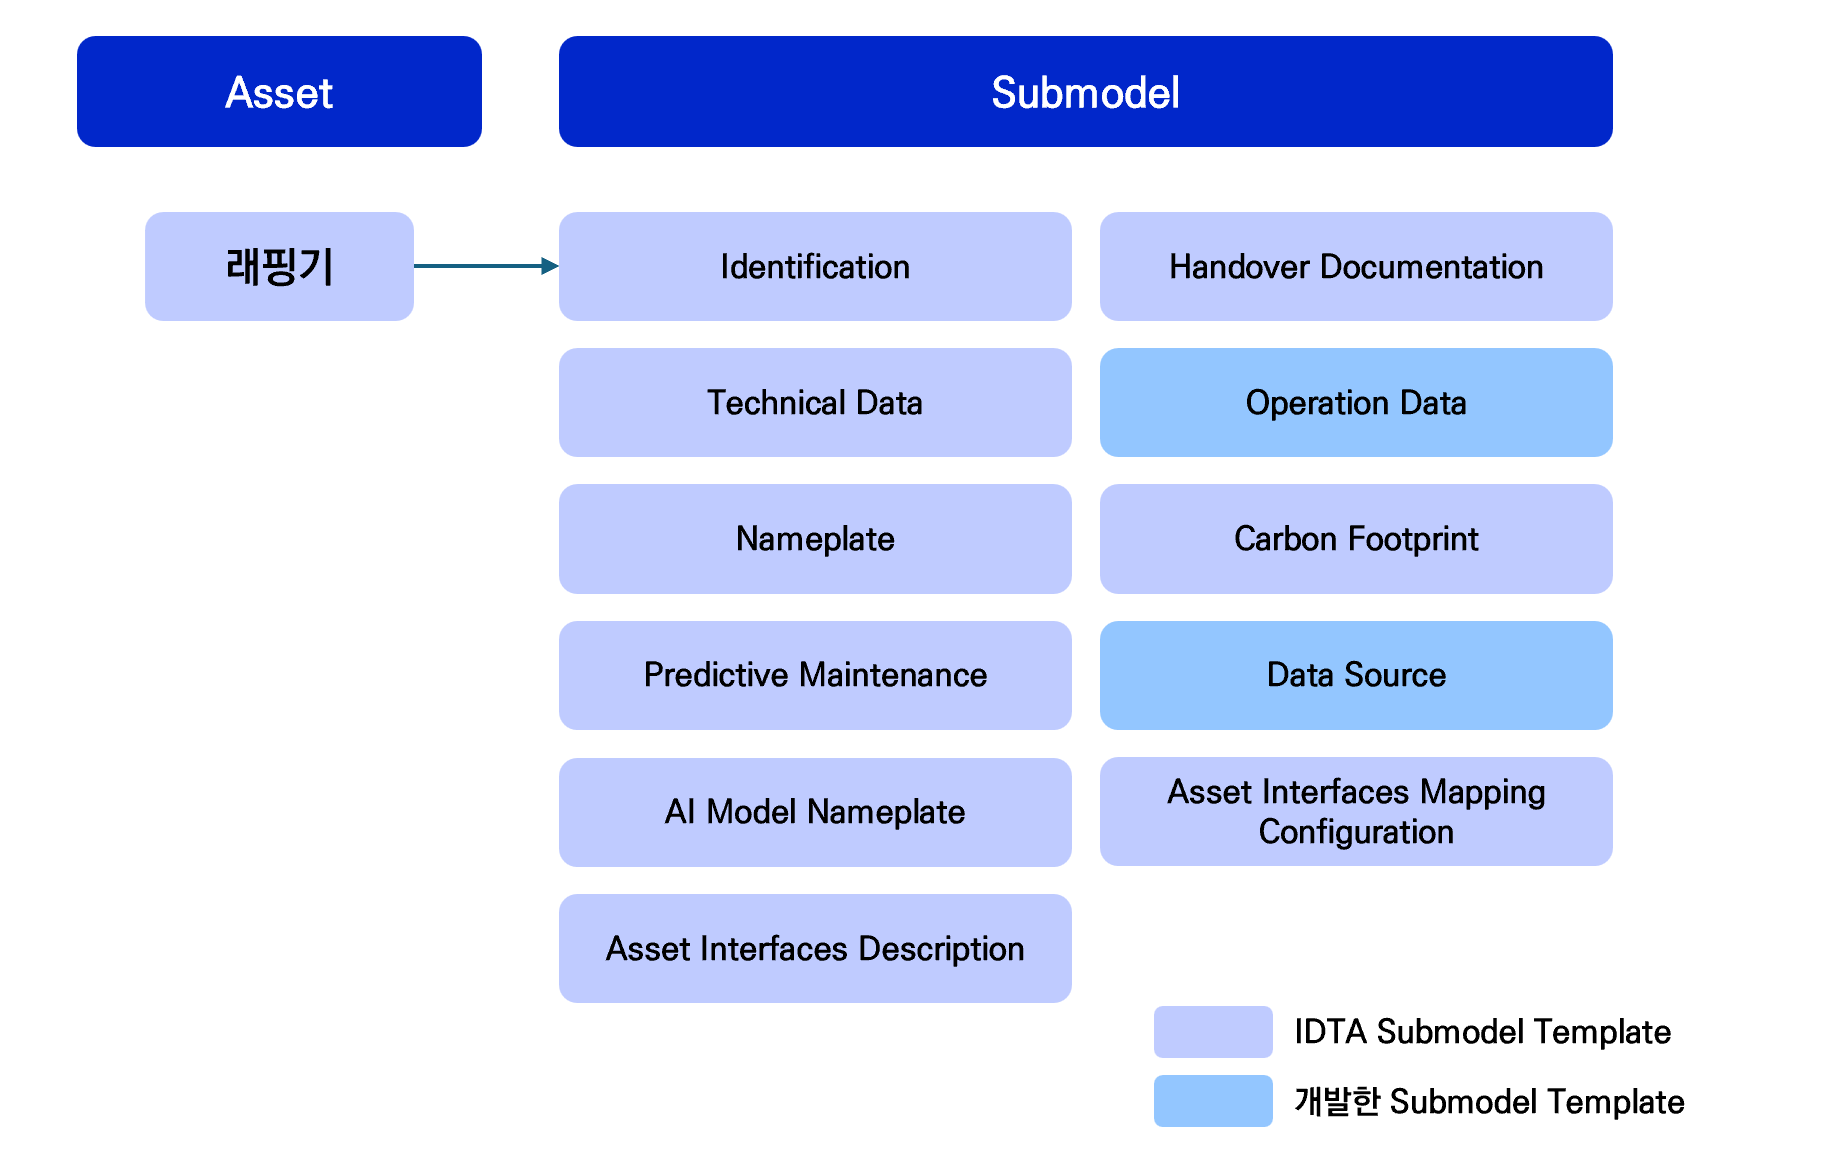 Asset
Submodel
래핑기
Identification
Handover Documentation
Technical Data
Operation Data
Nameplate
Carbon Footprint
Predictive Maintenance
Data Source
AI Model Nameplate
Asset Interfaces Mapping
Configuration
Asset Interfaces Description
IDTA Submodel Template
개발한 Submodel Template